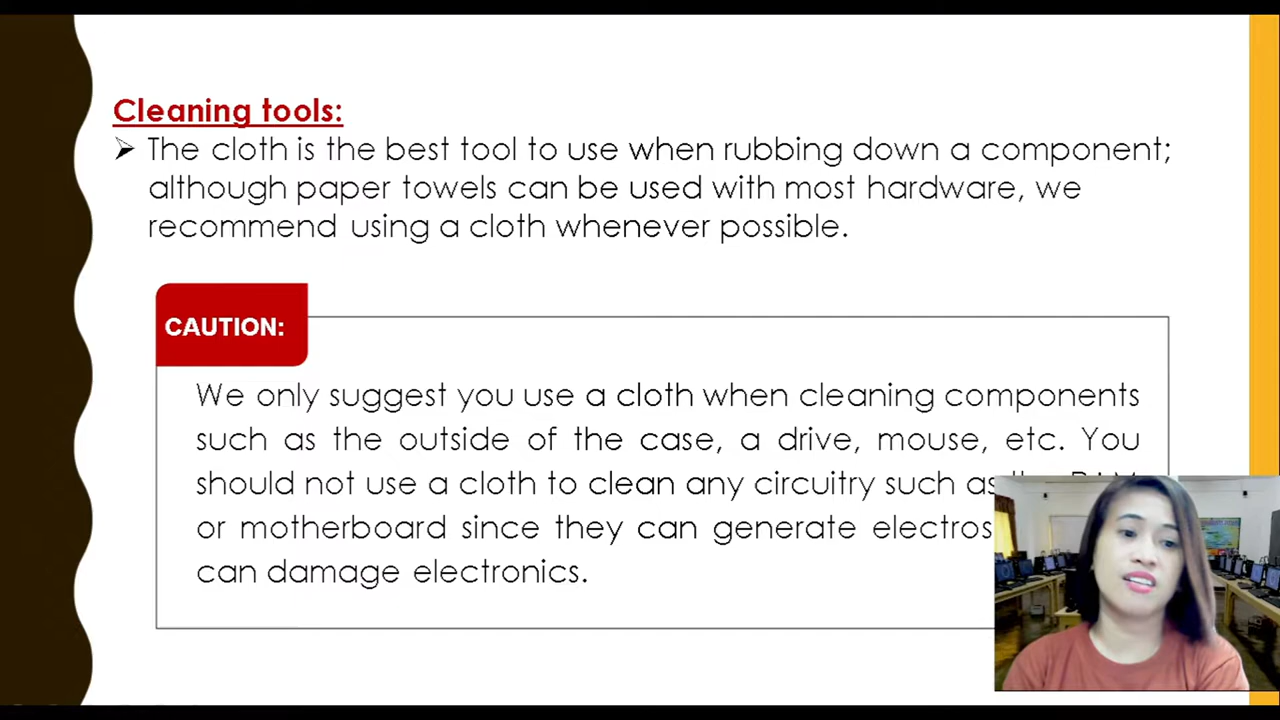 Cleaning tools:
➢ The cloth is the best tool to use when rubbing down a component;
although paper towels can be used with most hardware, we
recommend using a cloth whenever possible.
CAUTION:
We only suggest you use a cloth when cleaning components
such as the outside of the case, a drive, mouse, etc. You
should not use a cloth to clean any circuitry such as
or motherboard since they can generate
can damage electronics.